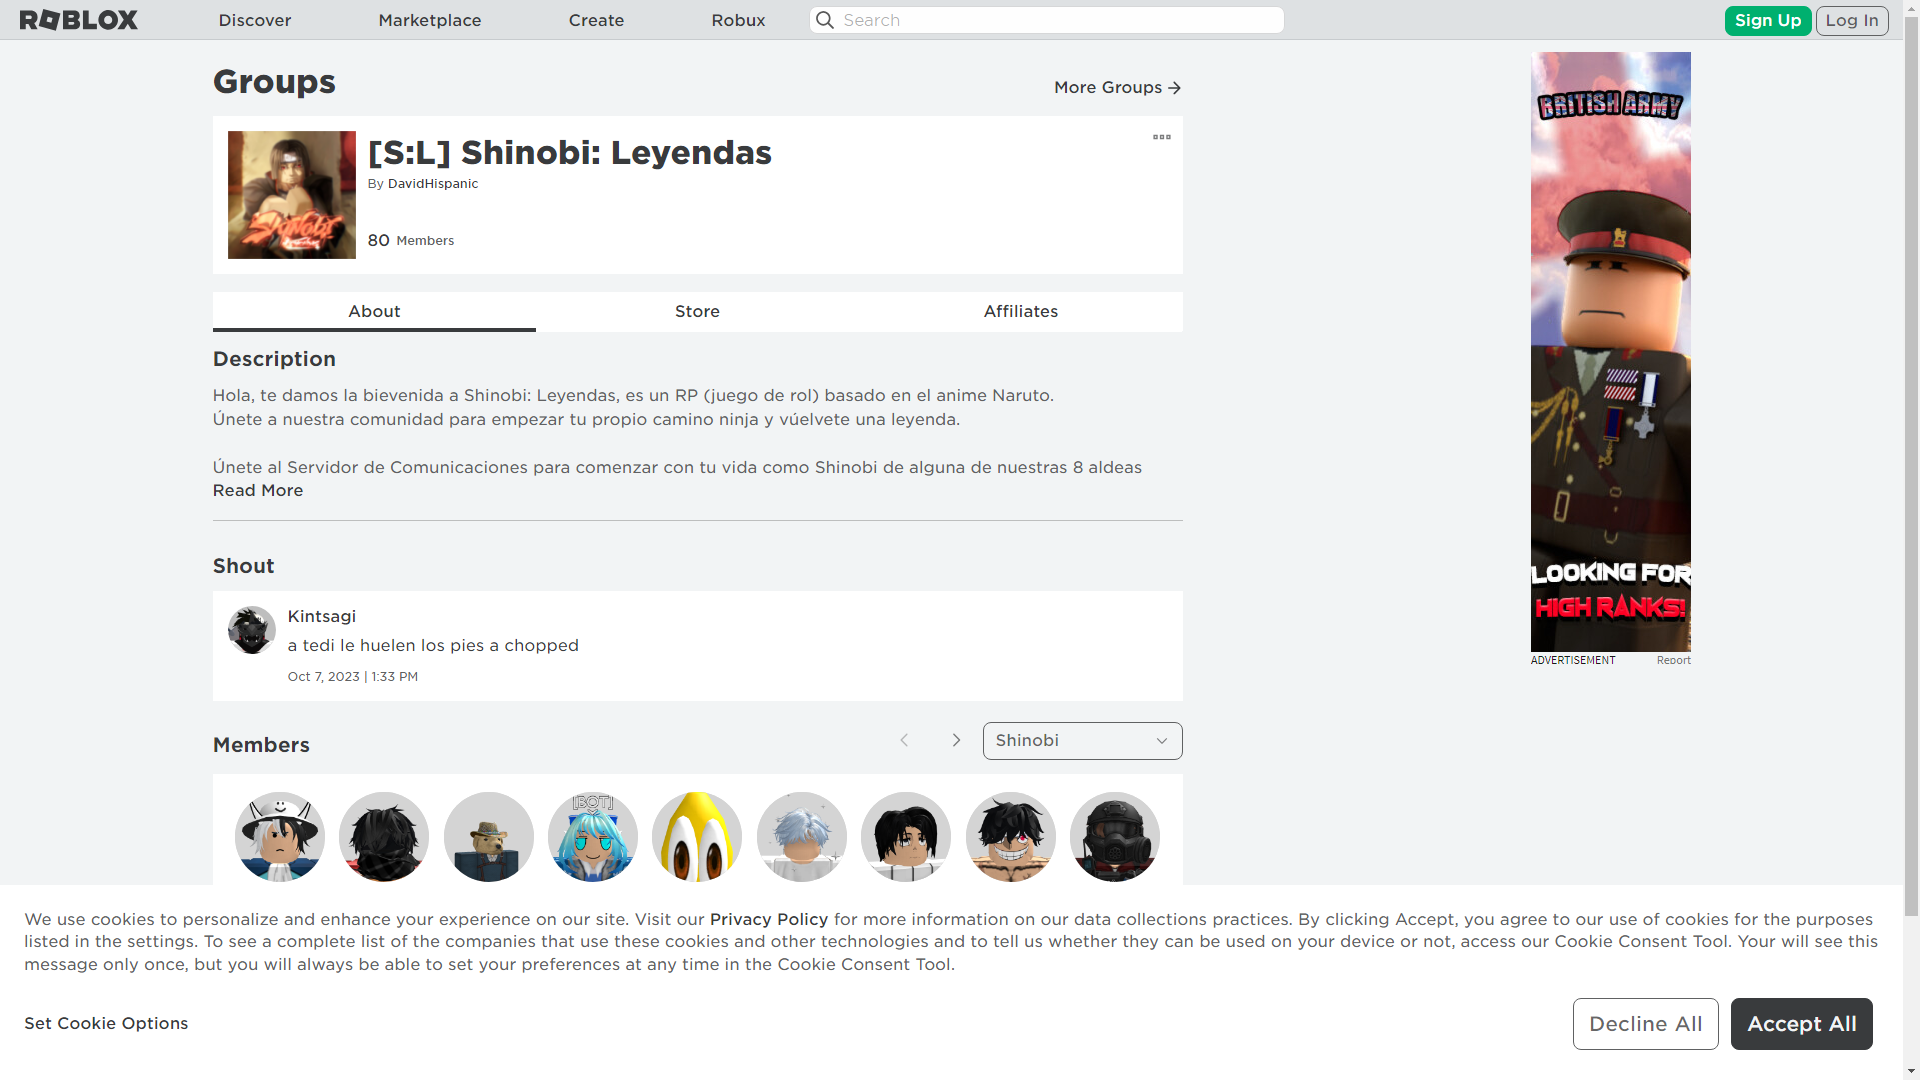 ROBLOX
Discover
Marketplace
Create
Robux
Search
Sign Up
Log In
Groups
More Groups
[S:L] Shinobi: Leyendas
By DavidHispanic
80 Members
About
Store
Affiliates
Description
Hola, te damos la bievenida a Shinobi: Leyendas, es un RP (juego de rol) basado en el anime Naruto.
Únete a nuestra comunidad para empezar tu propio camino ninja y vúelvete una leyenda.
Únete al Servidor de Comunicaciones para comenzar con tu vida como Shinobi de alguna de nuestras 8 aldeas
Read More
Shout
Kintsagi
a tedi le huelen los pies a chopped
Oct 7, 2023 | 1:33 PM
Members
Shinobi
[BOT]
BRITISH ARMY
LOOKING FOR
HIGH RANKS!
ADVERTISEMENT
Report
We use cookies to personalize and enhance your experience on our site. Visit our Privacy Policy for more information on our data collections practices. By clicking Accept, you agree to our use of cookies for the purposes
listed in the settings. To see a complete list of the companies that use these cookies and other technologies and to tell us whether they can be used on your device or not, access our Cookie Consent Tool. Your will see this
message only once, but you will always be able to set your preferences at any time in the Cookie Consent Tool.
Set Cookie Options
Decline All
Accept All